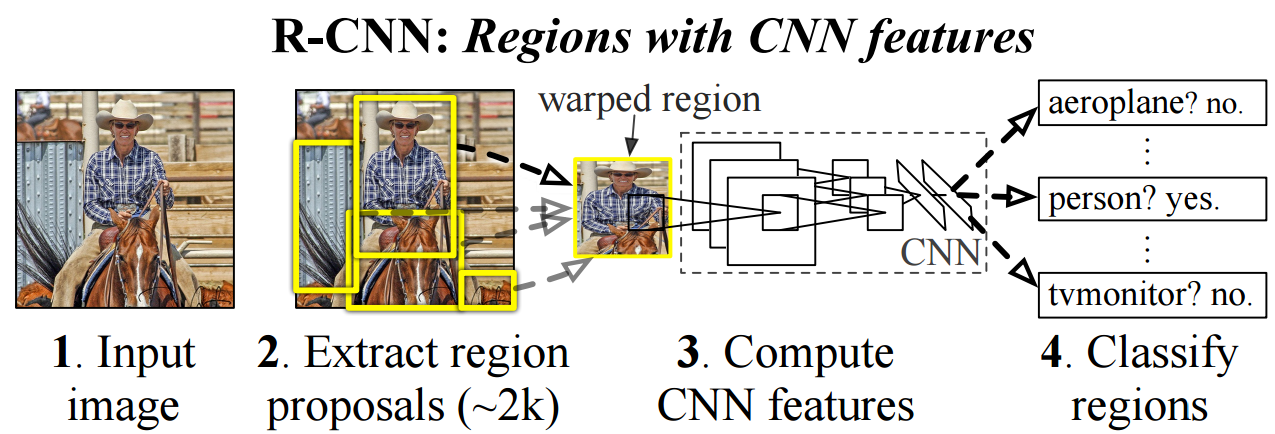 R-CNN: Regions with CNN features
warped region
aeroplane? no.
person? yes.
tvmonitor? no.
CNN
1. Input
image
2. Extract region
proposals (~2k)
3. Compute
CNN features
4. Classify
regions